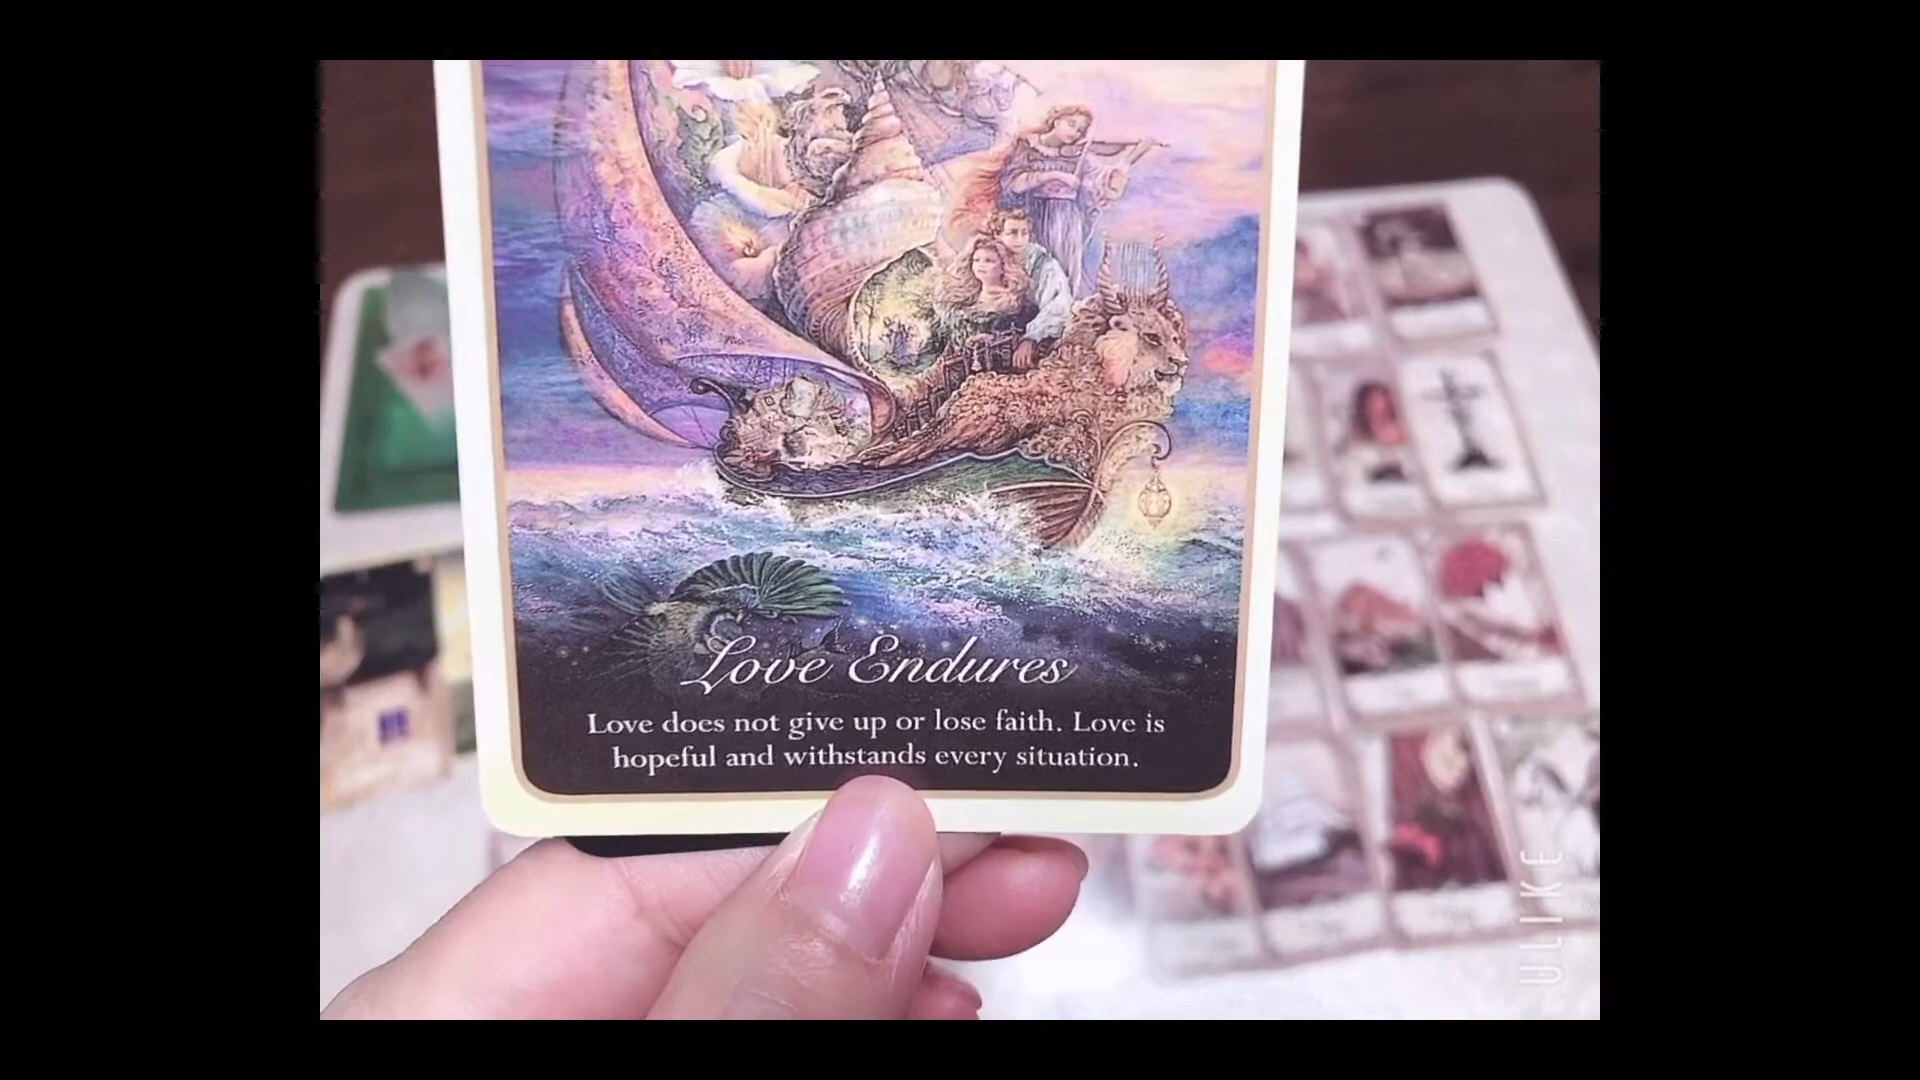 Love Endures
Love does not give up or lose faith. Love is
hopeful and withstands every situation.
ULIKE